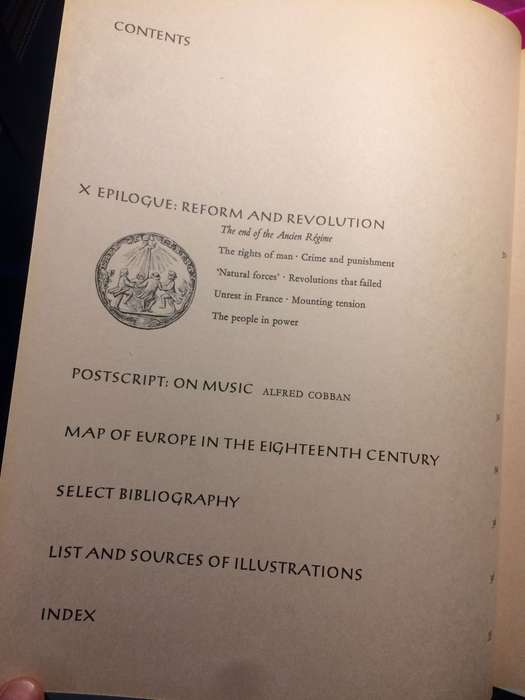 CONTENTS
X EPILOGUE: REFORM AND REVOLUTION
The end of the Ancien Régime
The rights of man · Crime and punishment
'Natural forces' · Revolutions that failed
Unrest in France · Mounting tension
The people in power
POSTSCRIPT: ON MUSIC ALFRED COBBAN
MAP OF EUROPE IN THE EIGHTEENTH CENTURY
SELECT BIBLIOGRAPHY
LIST AND SOURCES OF ILLUSTRATIONS
INDEX